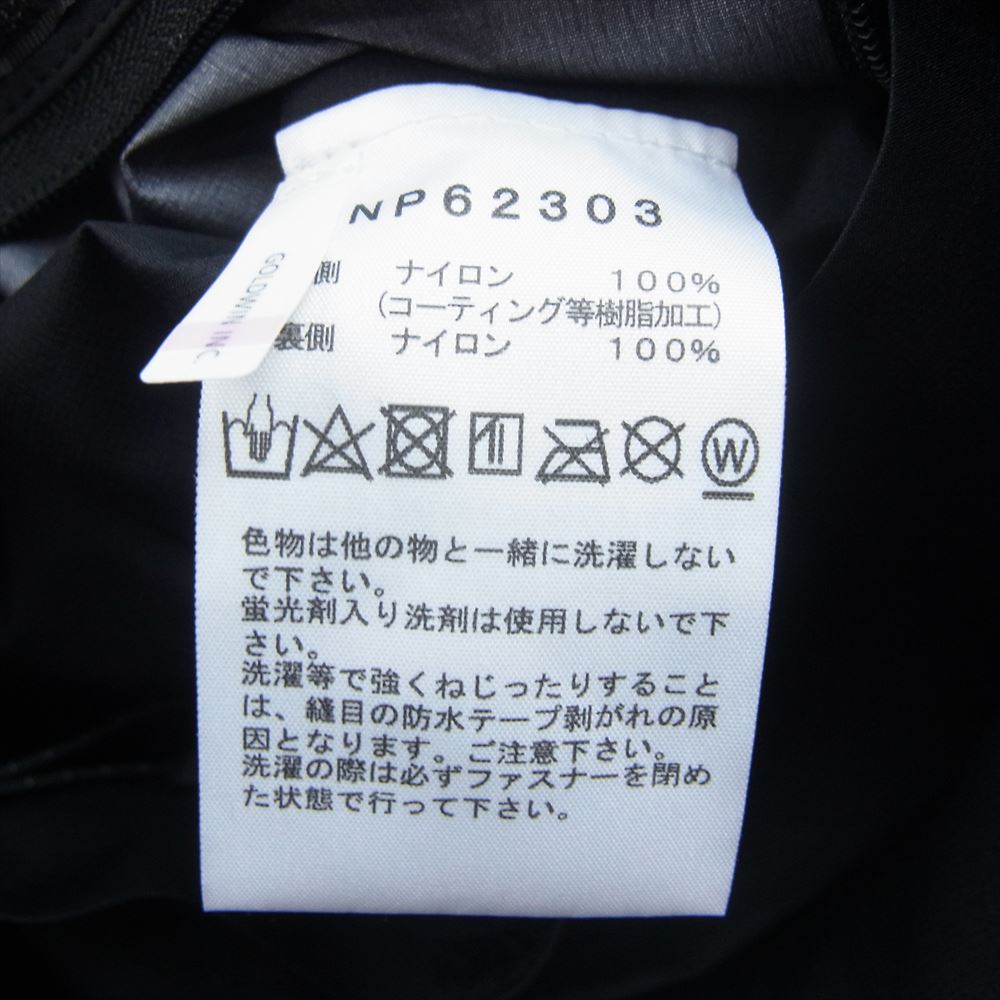 NP62303
GOLDWIN INC
側 ナイロン 100%
(コーティング等樹脂加工)
裏側 ナイロン 100%
W
色物は他の物と一緒に洗濯しない
で下さい。
蛍光剤入り洗剤は使用しないで下
さい。
洗濯等で強くねじったりすること
は、縫目の防水テープ剥がれの原
因となります。ご注意下さい。
洗濯の際は必ずファスナーを閉め
た状態で行って下さい。